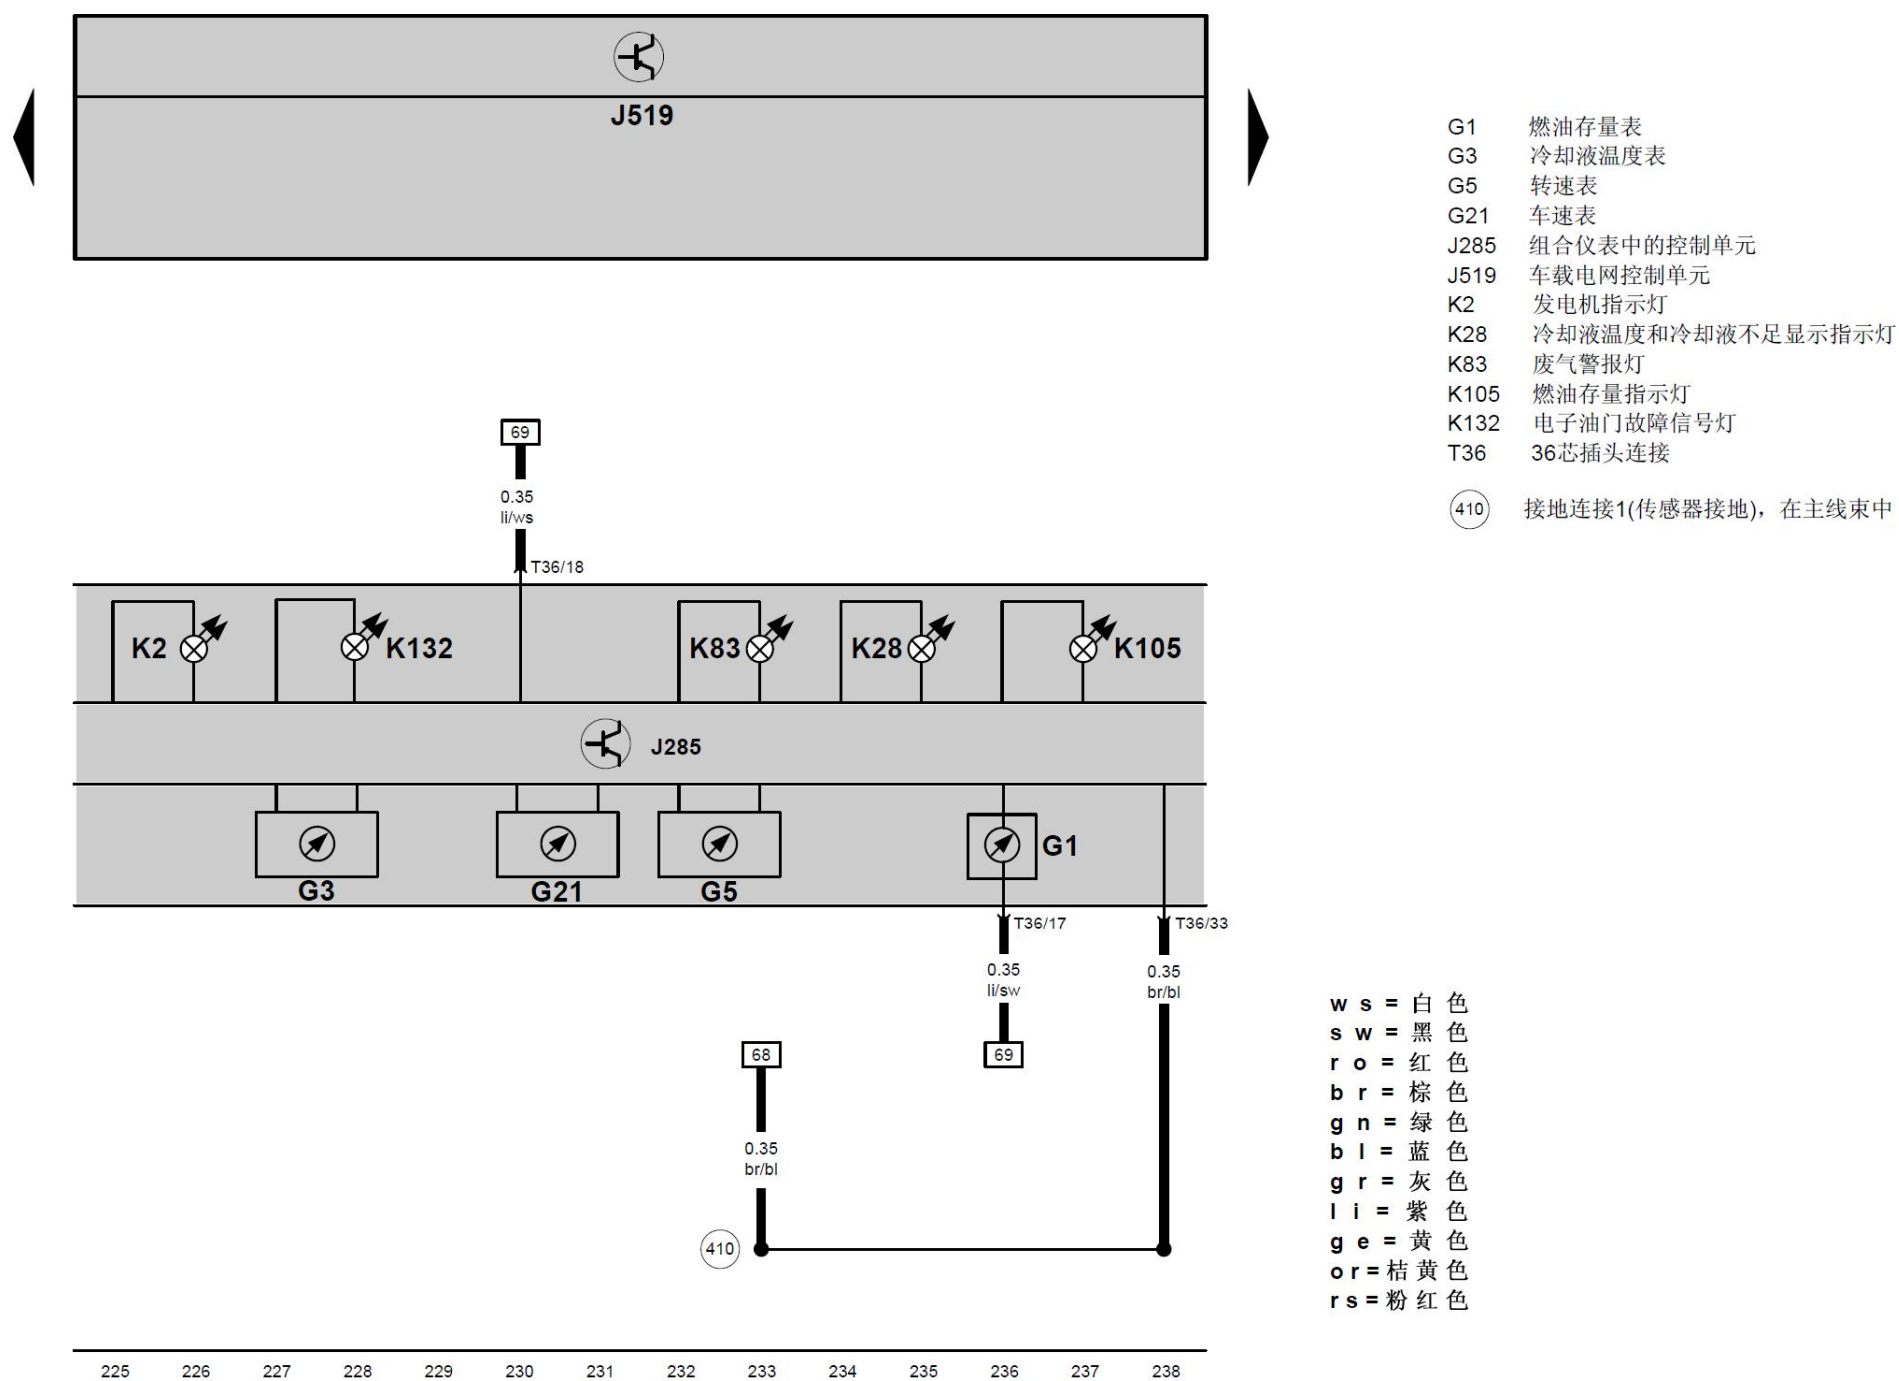 J519
G1 燃油存量表
G3 冷却液温度表
G5 转速表
G21 车速表
J285 组合仪表中的控制单元
J519 车载电网控制单元
K2 发电机指示灯
K28 冷却液温度和冷却液不足显示指示灯
K83 废气警报灯
K105 燃油存量指示灯
K132 电子油门故障信号灯
T36 36芯插头连接
410 接地连接1(传感器接地)，在主线束中
69
0.35
li/ws
T36/18
K2 K132 K83 K28 K105
J285
G3 G21 G5 G1
T36/17 T36/33
0.35 0.35
li/sw br/bl
68 69
0.35
br/bl
410
ws=白色
sw=黑色
ro=红色
br=棕色
gn=绿色
bl=蓝色
gr=灰色
li=紫色
ge=黄色
or=桔黄色
rs=粉红色
225 226 227 228 229 230 231 232 233 234 235 236 237 238